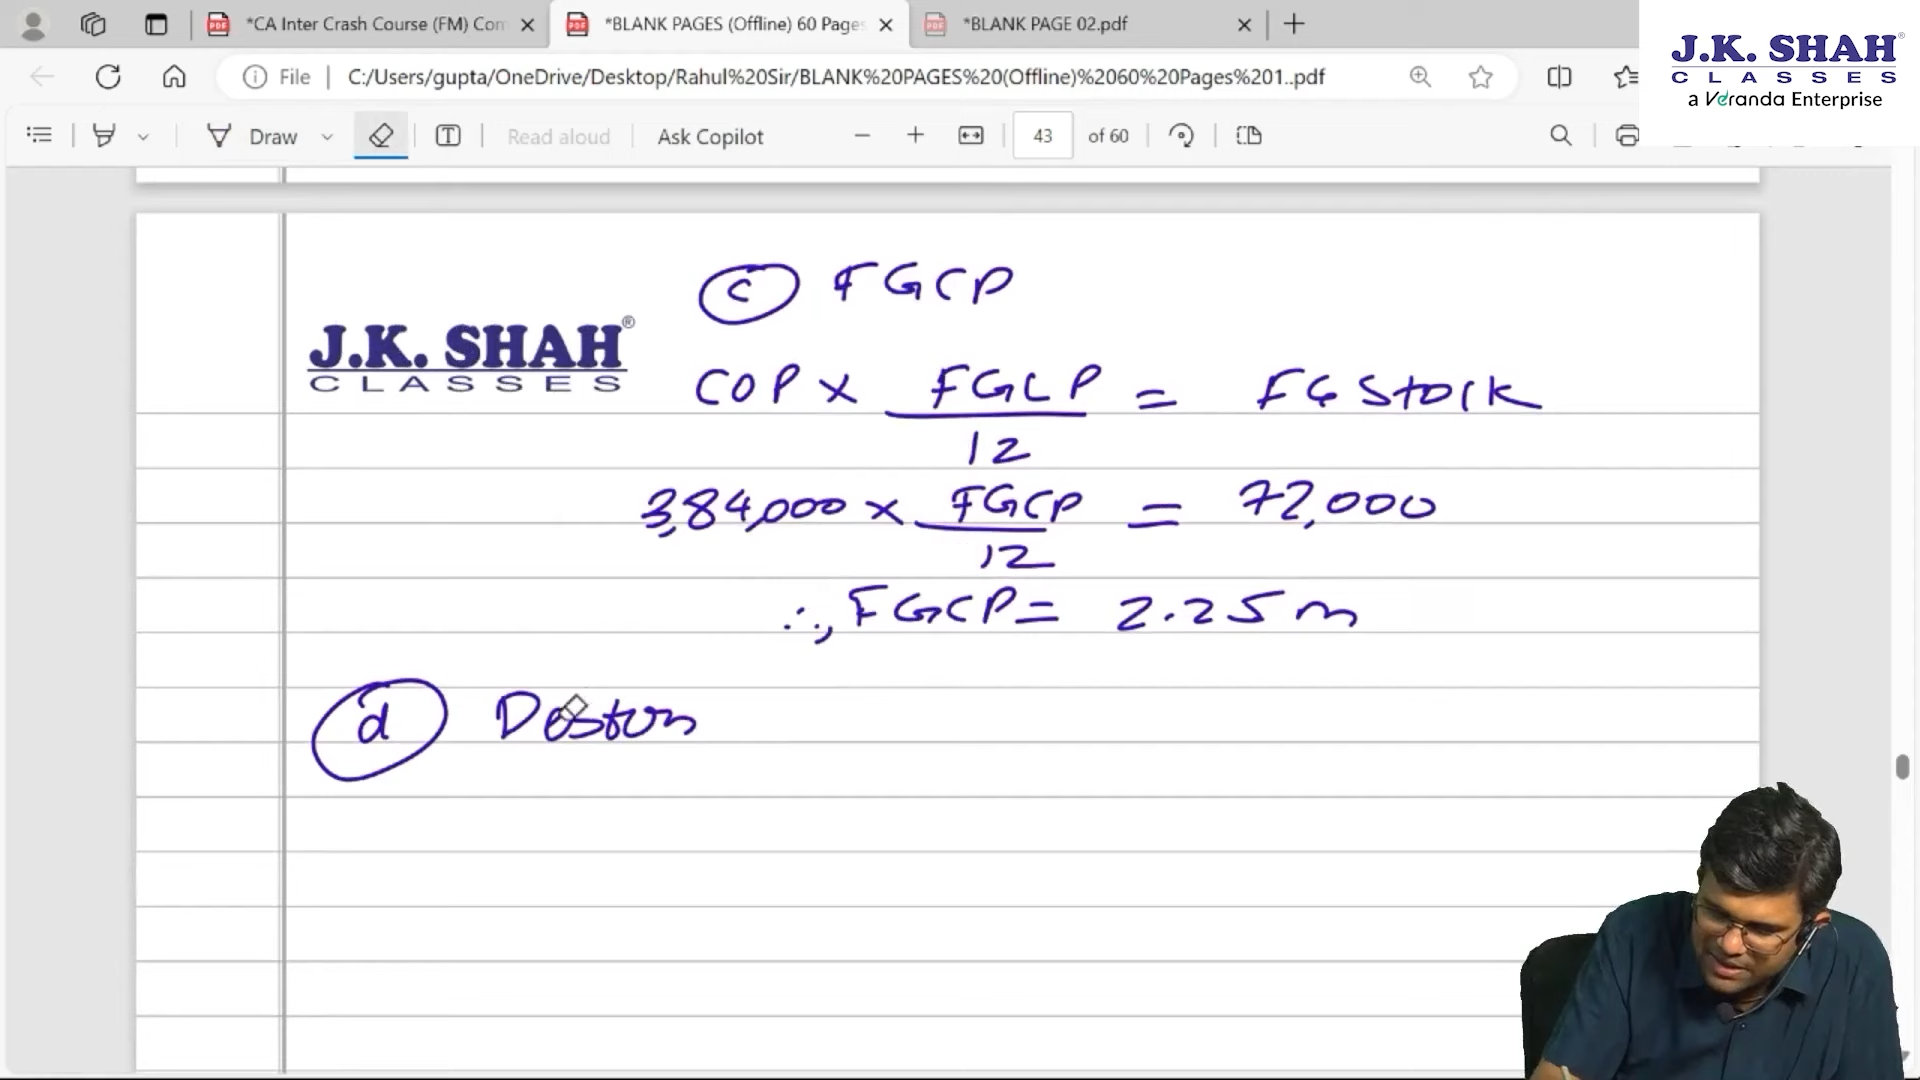 *CA Inter Crash Course (FM) Con
*BLANK PAGES (Offline) 60 Pages
*BLANK PAGE 02.pdf
J.K. SHAH®
CLASSES
a Veranda Enterprise
File
C:/Users/gupta/OneDrive/Desktop/Rahul%20Sir/BLANK%20PAGES%20(Offline)%2060%20Pages%201..pdf
Draw
Read aloud
Ask Copilot
43 of 60
c FGCP
J.K. SHAH®
CLASSES
COP x FGCP / 12 = FG Stock
3,84,000 x FGCP / 12 = 72,000
∴, FGCP = 2.25 m
d Destors